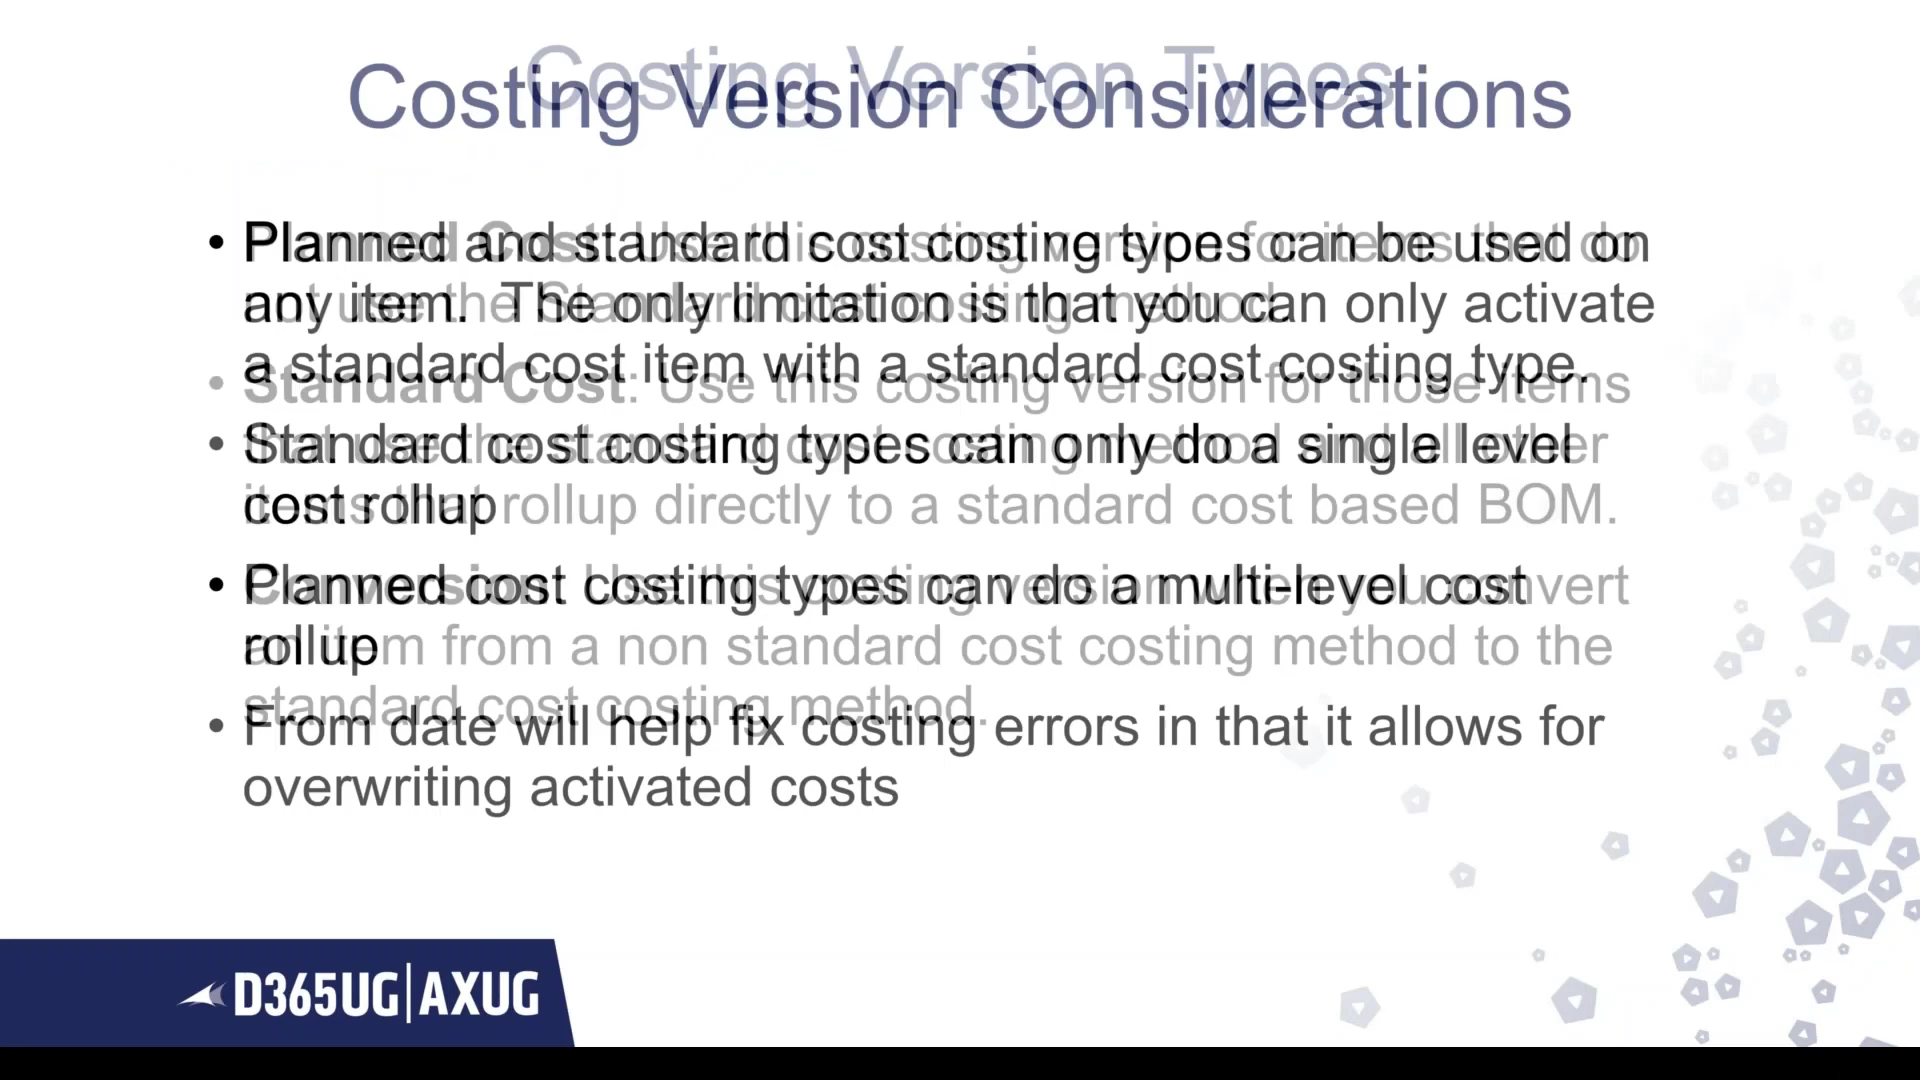 Costing Version Types
Costing Version Considerations
• Planned and standard cost costing types can be used on
any item. The only limitation is that you can only activate
a standard cost item with a standard cost costing type.
• Standard cost costing types can only do a single level
cost rollup
• Planned cost costing types can do a multi-level cost
rollup
• From date will help fix costing errors in that it allows for
overwriting activated costs
Cost: Use this costing version for items that do
not use the Standard cost costing method
• Standard Cost: Use this costing version for those items
that use the standard cost costing method and all other
items that rollup directly to a standard cost based BOM.
Conversion: Use this costing version when you convert
an item from a non standard cost costing method to the
standard cost costing method.
D365UG|AXUG